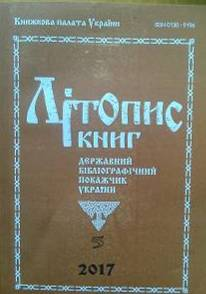 Книжкова палата України
Літопис
книг
державний
бібліографічний
покажчик
України
5
2017